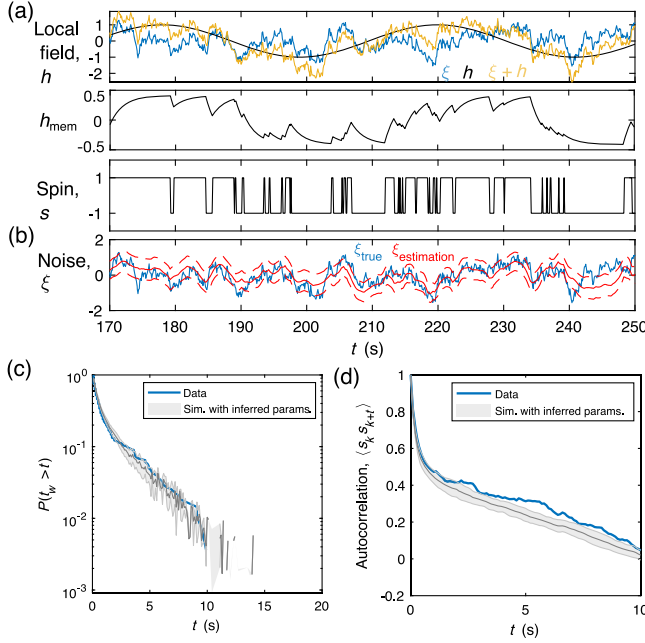 (a)
Local field, h
1
0
-1
-2
ξ h ξ + h
0.5
h_mem
-0.5
Spin, s
1
-1
(b)
Noise, ξ
2
0
-2
ξ_true ξ_estimation
170 180 190 200 210 220 230 240 250
t (s)
(c)
P(t_w > t)
10^0
10^-1
10^-2
10^-3
Data
Sim. with inferred params.
0 5 10 15 20
t (s)
(d)
Autocorrelation, ⟨s_k s_{k+t}⟩
1
0.8
0.6
0.4
0.2
0
-0.2
Data
Sim. with inferred params.
0 5 10
t (s)